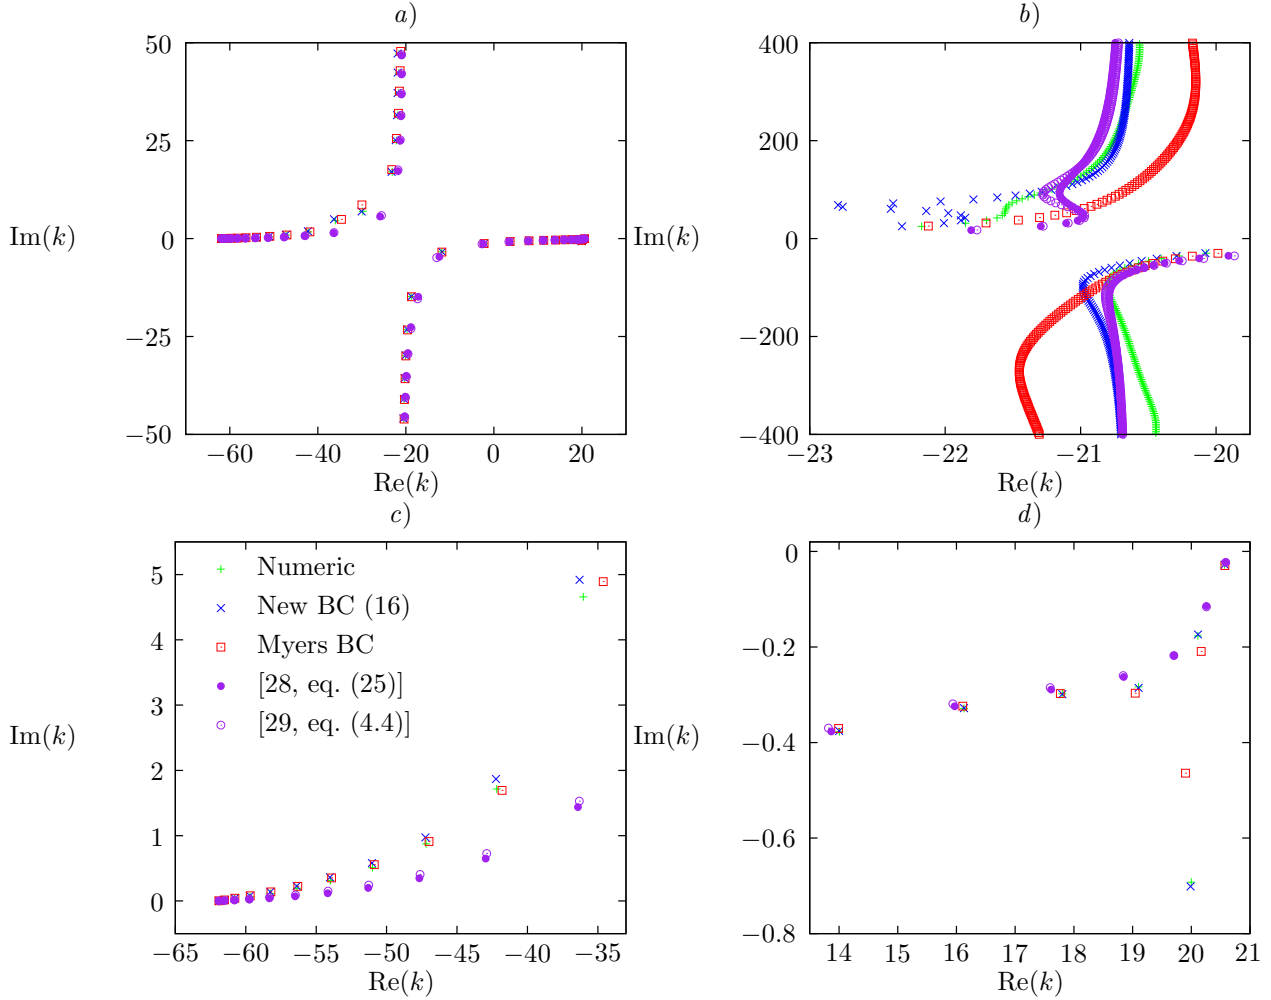 a)
50
25
0
−25
−50
Im(k)
−60
−40
−20
0
20
Re(k)
b)
400
200
0
−200
−400
Im(k)
−23
−22
−21
−20
Re(k)
c)
5
4
3
2
1
0
Im(k)
Numeric
New BC (16)
Myers BC
[28, eq. (25)]
[29, eq. (4.4)]
−65
−60
−55
−50
−45
−40
−35
Re(k)
d)
0
−0.2
−0.4
−0.6
−0.8
Im(k)
14
15
16
17
18
19
20
21
Re(k)